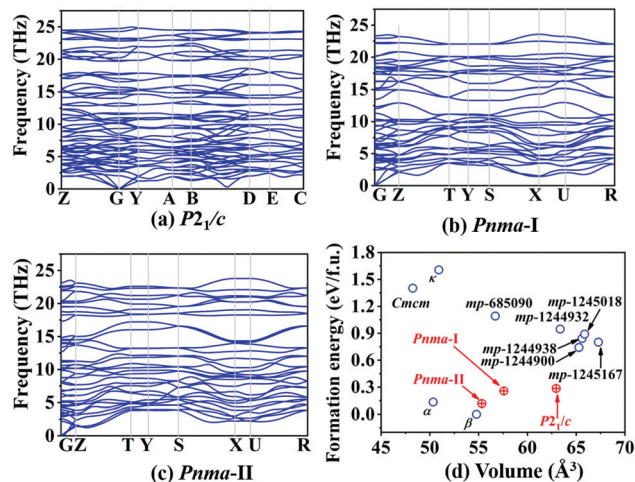 Frequency (THz)
25
20
15
10
5
0
Z G Y A B D E C
(a) P2₁/c
Frequency (THz)
25
20
15
10
5
0
G Z T Y S X U R
(b) Pnma-I
Frequency (THz)
25
20
15
10
5
0
G Z T Y S X U R
(c) Pnma-II
Formation energy (eV/f.u.)
1.8
1.5
1.2
0.9
0.6
0.3
0.0
κ
Cmcm
mp-685090
mp-1245018
mp-1244932
mp-1244938
mp-1244900
mp-1245167
Pnma-I
Pnma-II
α
β
P2₁/c
45 50 55 60 65 70
(d) Volume (Å³)